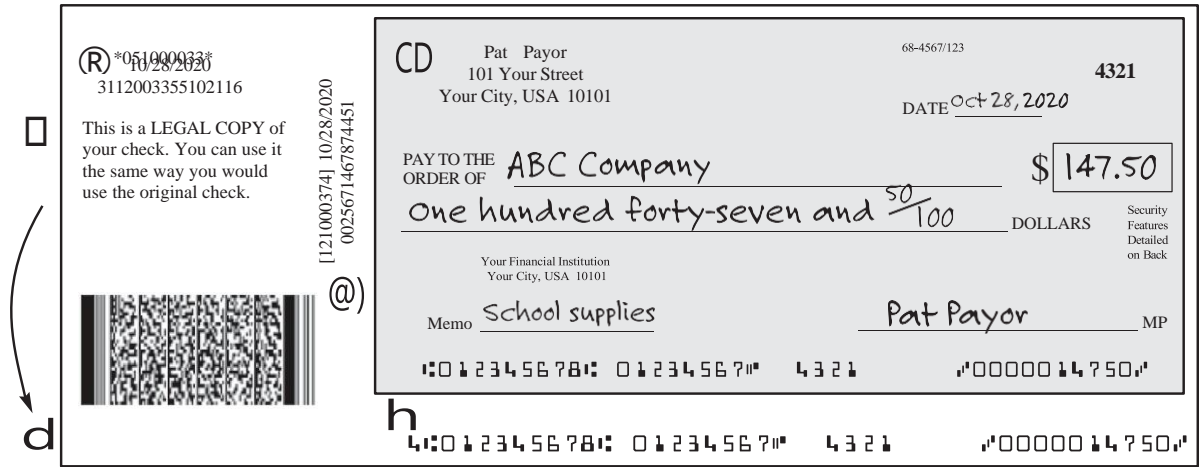 ® *051000033*
10/28/2020
3112003355102116
This is a LEGAL COPY of
your check. You can use it
the same way you would
use the original check.
[121000374] 10/28/2020
0025671467874451
@)
d
CD
Pat Payor
101 Your Street
Your City, USA 10101
68-4567/123
4321
DATE Oct 28, 2020
PAY TO THE
ORDER OF ABC Company
$ 147.50
One hundred forty-seven and 50/100 DOLLARS
Security
Features
Detailed
on Back
Your Financial Institution
Your City, USA 10101
Memo School supplies
Pat Payor MP
⑆012345678⑆ 01234567⑈ 4321 ⑇0000014750⑇
h
4⑆012345678⑆ 01234567⑈ 4321 ⑇0000014750⑇